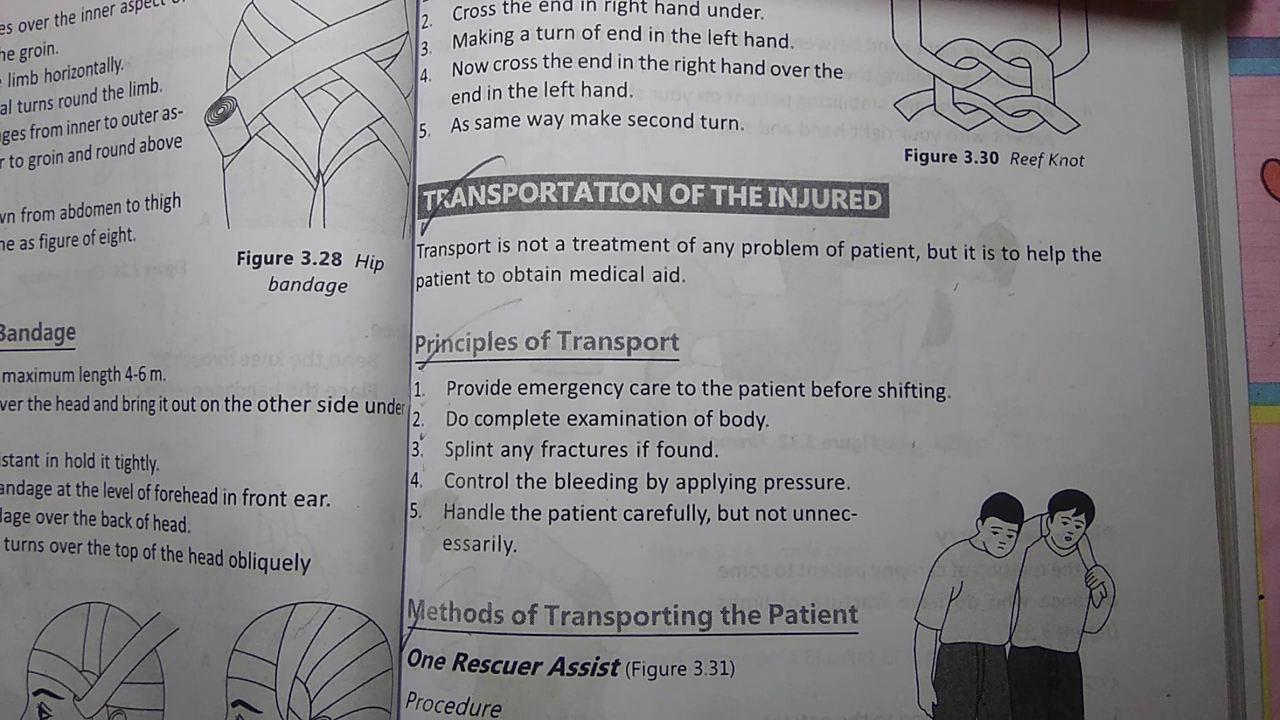 es over the inner aspect
he groin.
limb horizontally.
al turns round the limb.
ges from inner to outer as-
r to groin and round above
wn from abdomen to thigh
ne as figure of eight.
Figure 3.28 Hip
bandage
Bandage
maximum length 4-6 m.
ver the head and bring it out on the other side under
istant in hold it tightly.
andage at the level of forehead in front ear.
dage over the back of head.
turns over the top of the head obliquely
2. Cross the end in right hand under.
3. Making a turn of end in the left hand.
4. Now cross the end in the right hand over the
end in the left hand.
5. As same way make second turn.
Figure 3.30 Reef Knot
TRANSPORTATION OF THE INJURED
Transport is not a treatment of any problem of patient, but it is to help the
patient to obtain medical aid.
Principles of Transport
1. Provide emergency care to the patient before shifting.
2. Do complete examination of body.
3. Splint any fractures if found.
4. Control the bleeding by applying pressure.
5. Handle the patient carefully, but not unnec-
essarily.
Methods of Transporting the Patient
One Rescuer Assist (Figure 3.31)
Procedure